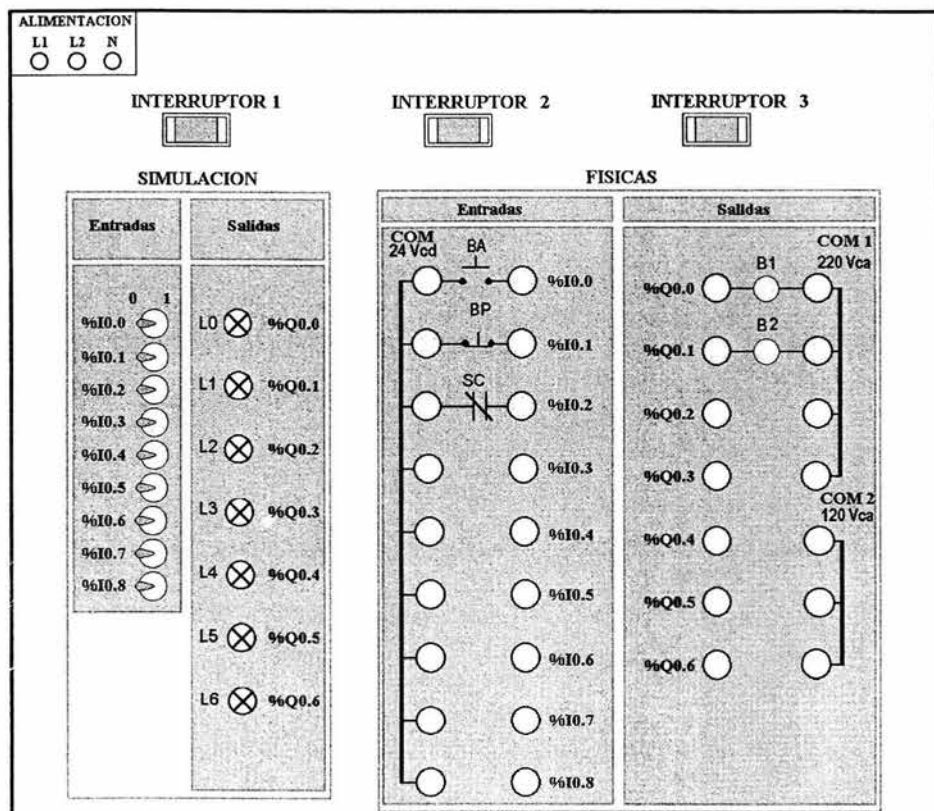 ALIMENTACION
L1 L2 N
INTERRUPTOR 1
INTERRUPTOR 2
INTERRUPTOR 3
SIMULACION
Entradas
Salidas
0 1
%I0.0
%I0.1
%I0.2
%I0.3
%I0.4
%I0.5
%I0.6
%I0.7
%I0.8
L0 %Q0.0
L1 %Q0.1
L2 %Q0.2
L3 %Q0.3
L4 %Q0.4
L5 %Q0.5
L6 %Q0.6
FISICAS
Entradas
Salidas
COM
24 Vcd
BA
%I0.0
BP
%I0.1
SC
%I0.2
%I0.3
%I0.4
%I0.5
%I0.6
%I0.7
%I0.8
COM 1
220 Vca
%Q0.0 B1
%Q0.1 B2
%Q0.2
%Q0.3
COM 2
120 Vca
%Q0.4
%Q0.5
%Q0.6